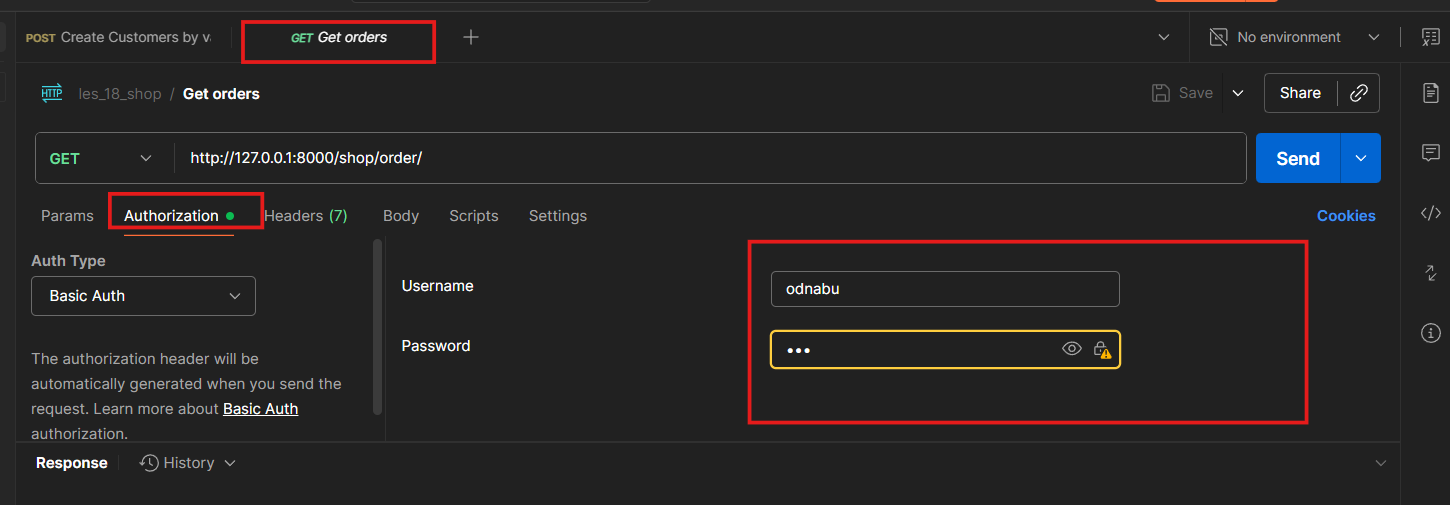 POST Create Customers by v
GET Get orders
No environment
HTTP les_18_shop / Get orders
Save
Share
GET
http://127.0.0.1:8000/shop/order/
Send
Params
Authorization
Headers (7)
Body
Scripts
Settings
Cookies
Auth Type
Basic Auth
The authorization header will be
automatically generated when you send the
request. Learn more about Basic Auth
authorization.
Username
odnabu
Password
•••
Response
History